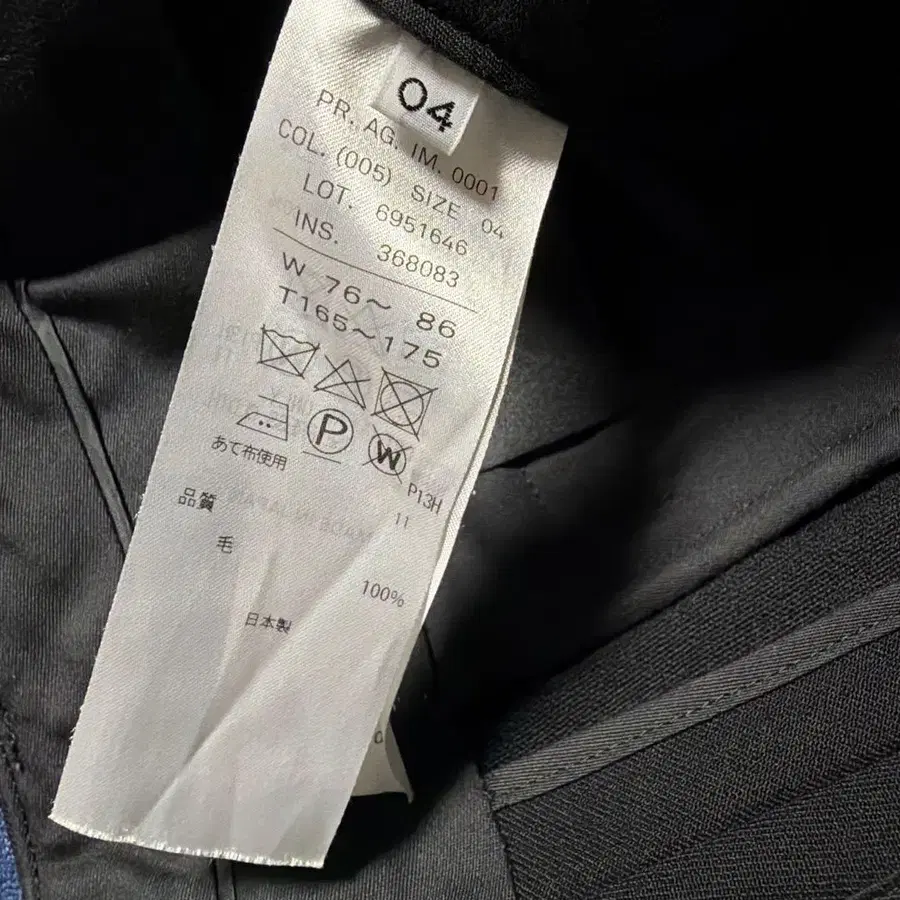 04
PR. AG. IM. 0001
COL. (005) SIZE 04
LOT. 6951646
INS. 368083
W 76～ 86
T165～175
P
W
あて布使用
P13H
11
品質
毛
100%
日本製